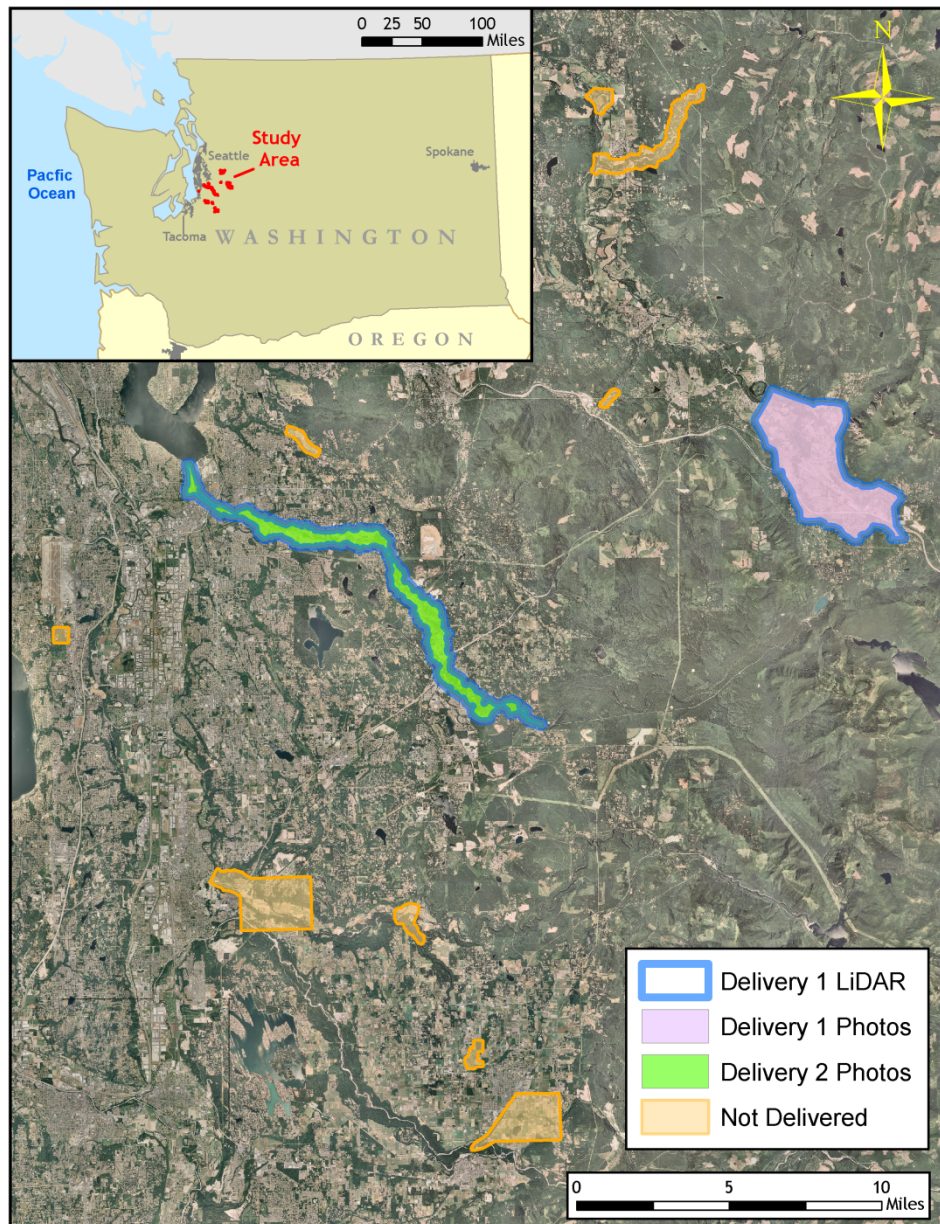 0 25 50 100
Miles
N
Study
Area
Seattle
Spokane
Pacfic
Ocean
Tacoma
WASHINGTON
OREGON
Delivery 1 LiDAR
Delivery 1 Photos
Delivery 2 Photos
Not Delivered
0 5 10
Miles